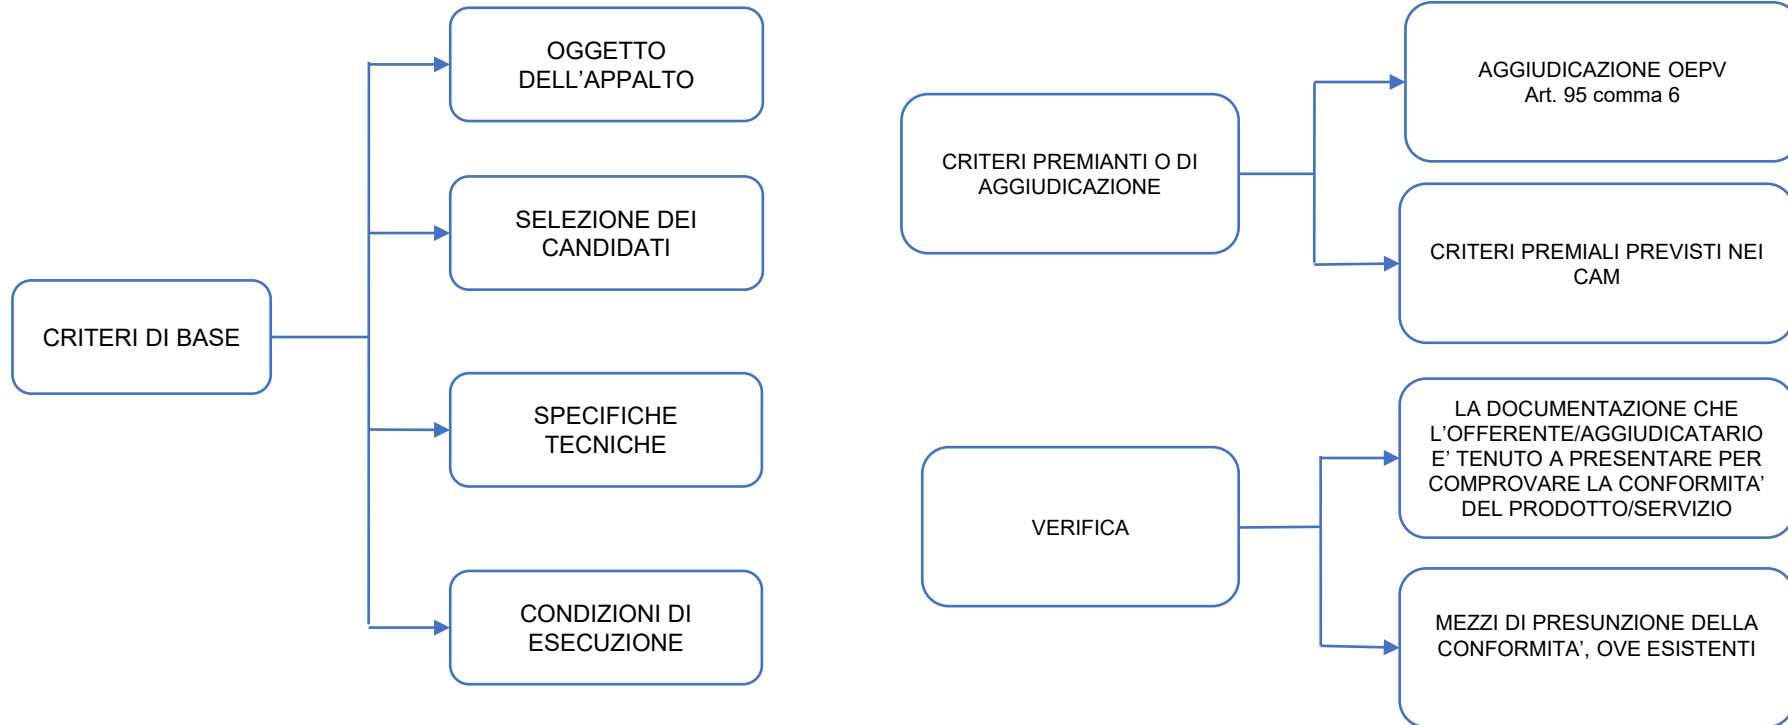 CRITERI DI BASE
OGGETTO
DELL’APPALTO
SELEZIONE DEI
CANDIDATI
SPECIFICHE
TECNICHE
CONDIZIONI DI
ESECUZIONE
CRITERI PREMIANTI O DI
AGGIUDICAZIONE
AGGIUDICAZIONE OEPV
Art. 95 comma 6
CRITERI PREMIALI PREVISTI NEI
CAM
VERIFICA
LA DOCUMENTAZIONE CHE
L’OFFERENTE/AGGIUDICATARIO
E’ TENUTO A PRESENTARE PER
COMPROVARE LA CONFORMITA’
DEL PRODOTTO/SERVIZIO
MEZZI DI PRESUNZIONE DELLA
CONFORMITA’, OVE ESISTENTI